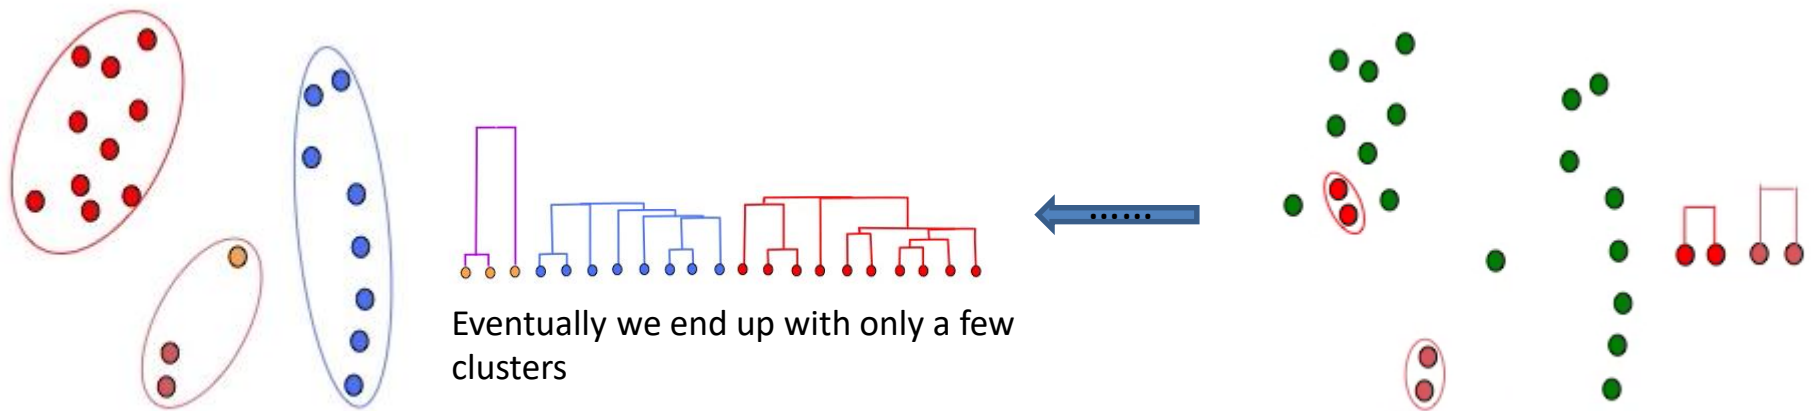 ......
Eventually we end up with only a few
clusters